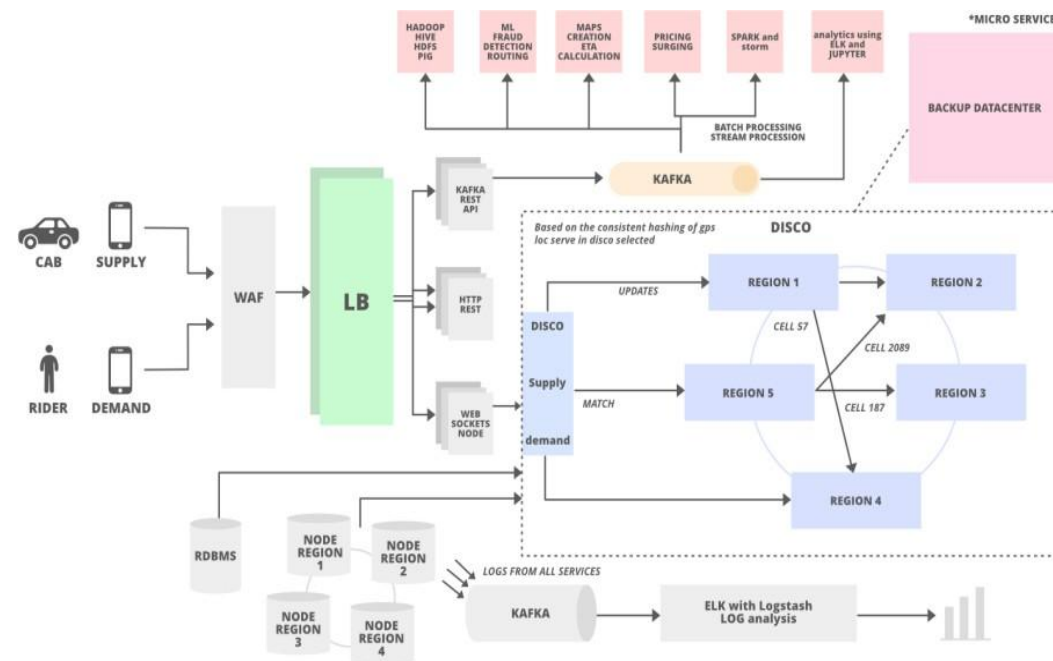 HADOOP
HIVE
HDFS
PIG
ML
FRAUD
DETECTION
ROUTING
MAPS
CREATION
ETA
CALCULATION
PRICING
SURGING
SPARK and
storm
analytics using
ELK and
JUPYTER
*MICRO SERVICE
BACKUP DATACENTER
BATCH PROCESSING
STREAM PROCESSION
KAFKA
KAFKA
REST
API
CAB
SUPPLY
WAF
LB
HTTP
REST
RIDER
DEMAND
WEB
SOCKETS
NODE
Based on the consistent hashing of gps
loc serve in disco selected
DISCO
UPDATES
REGION 1
REGION 2
DISCO
Supply
demand
CELL 57
CELL 2089
MATCH
REGION 5
CELL 187
REGION 3
REGION 4
RDBMS
NODE
REGION
1
NODE
REGION
2
NODE
REGION
3
NODE
REGION
4
LOGS FROM ALL SERVICES
KAFKA
ELK with Logstash
LOG analysis